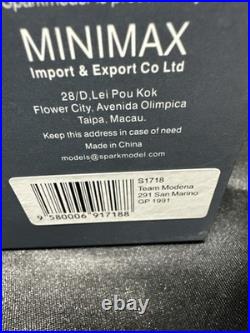 MINIMAX
Import & Export Co Ltd
28/D, Lei Pou Kok
Flower City, Avenida Olimpica
Taipa, Macau.
Keep this address in case of need
Made in China
models@sparkmodel.com
S1718
Team Modena
291 San Marino
GP 1991
9 580006 917188